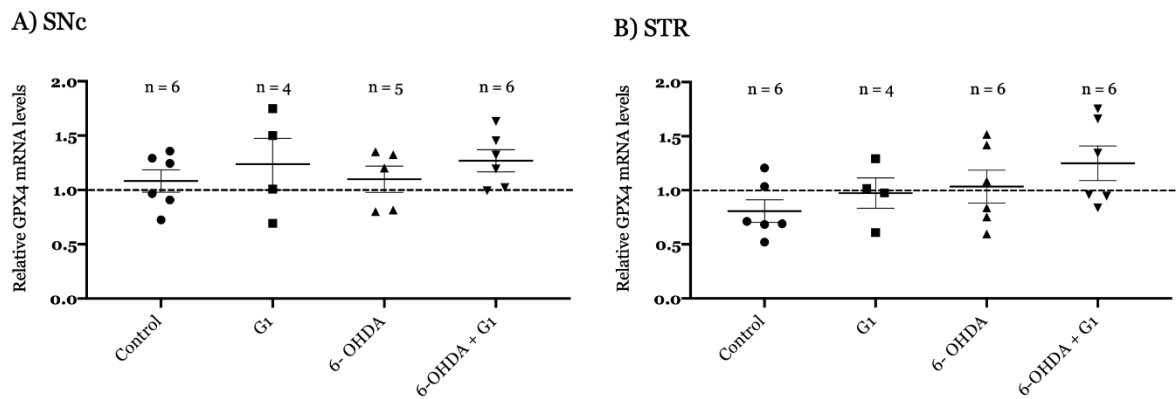 A) SNc
Relative GPX4 mRNA levels
2.0
1.5
1.0
0.5
0.0
n = 6
n = 4
n = 5
n = 6
Control
G1
6- OHDA
6-OHDA + G1
B) STR
Relative GPX4 mRNA levels
2.0
1.5
1.0
0.5
0.0
n = 6
n = 4
n = 6
n = 6
Control
G1
6- OHDA
6-OHDA + G1